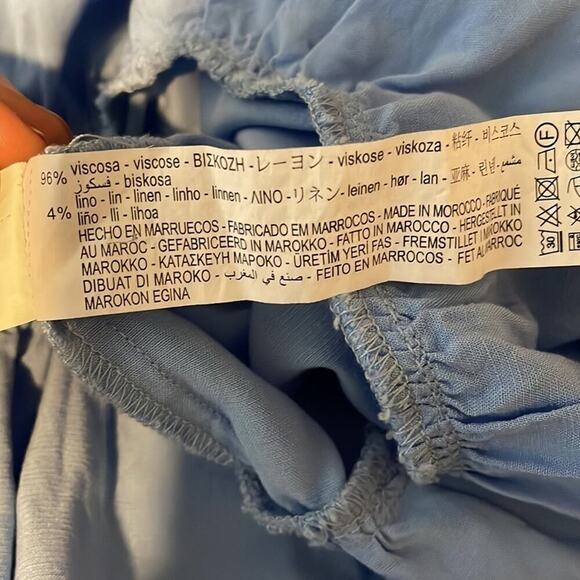 96% viscosa - viscose - ΒΙΣΚΟΖΗ - レーヨン - viskose - viskoza - 粘纤 - 비스코스
فسكوز - biskosa
4% lino - lin - linen - linho - linnen - ΛΙΝΟ - リネン - leinen - hør - lan - 亚麻 - 린넨 -
liño - lli - lihoa
HECHO EN MARRUECOS - FABRICADO EM MARROCOS - MADE IN MOROCCO - FABRIQUÉ
AU MAROC - GEFABRICEERD IN MAROKKO - FATTO IN MAROCCO - HERGESTELLT IN
MAROKKO - ΚΑΤΑΣΚΕΥΗ ΜΑΡΟΚΟ - ÜRETİM YERİ FAS - FREMSTILLET I MAROKKO
DIBUAT DI MAROKO - صنع في المغرب - FEITO EN MARROCOS - FET AL MARROC
MAROKON EGINA
F
30